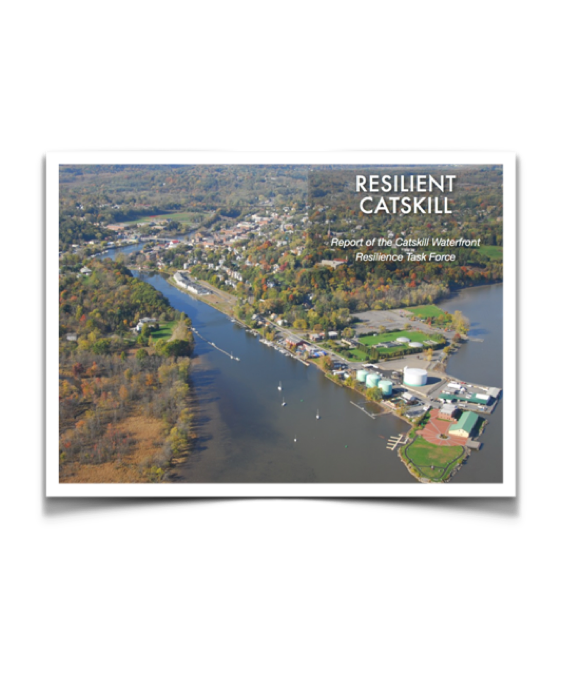 RESILIENT
CATSKILL
Report of the Catskill Waterfront
Resilience Task Force